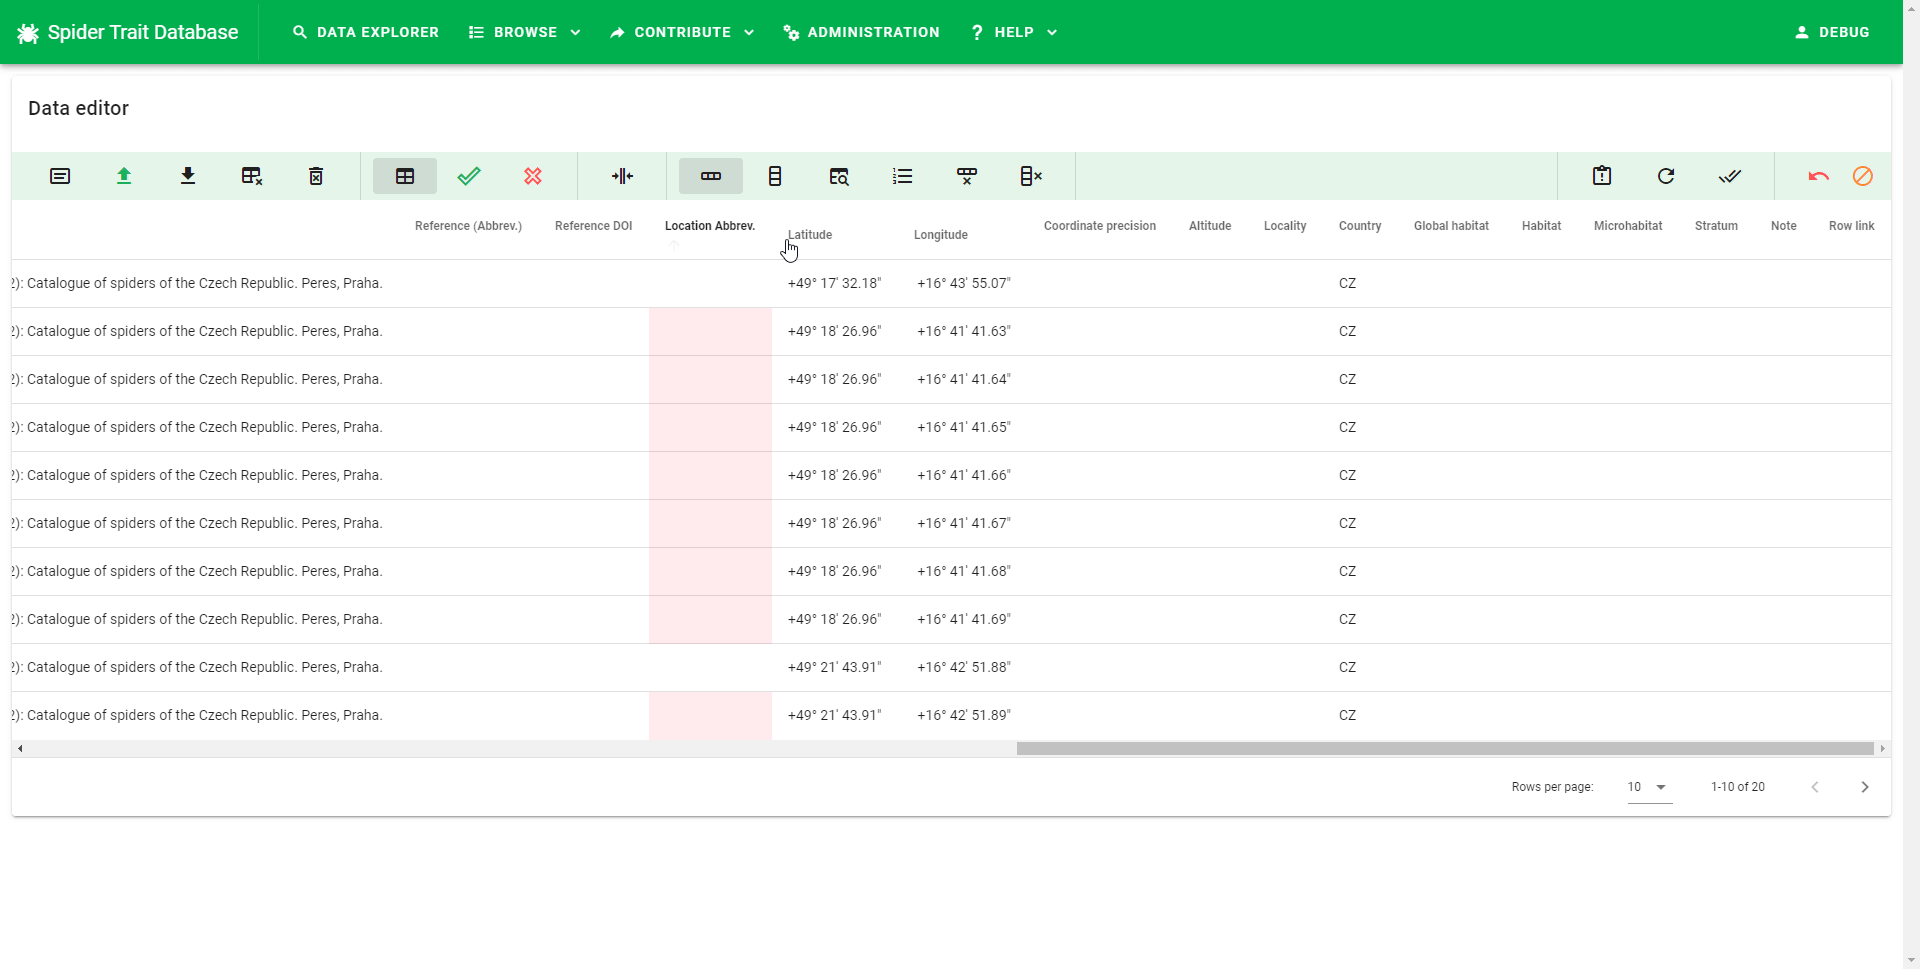 Spider Trait Database DATA EXPLORER BROWSE CONTRIBUTE ADMINISTRATION HELP DEBUG
Data editor
Reference (Abbrev.) Reference DOI Location Abbrev. Latitude Longitude Coordinate precision Altitude Locality Country Global habitat Habitat Microhabitat Stratum Note Row link
2): Catalogue of spiders of the Czech Republic. Peres, Praha. +49° 17' 32.18" +16° 43' 55.07" CZ
2): Catalogue of spiders of the Czech Republic. Peres, Praha. +49° 18' 26.96" +16° 41' 41.63" CZ
2): Catalogue of spiders of the Czech Republic. Peres, Praha. +49° 18' 26.96" +16° 41' 41.64" CZ
2): Catalogue of spiders of the Czech Republic. Peres, Praha. +49° 18' 26.96" +16° 41' 41.65" CZ
2): Catalogue of spiders of the Czech Republic. Peres, Praha. +49° 18' 26.96" +16° 41' 41.66" CZ
2): Catalogue of spiders of the Czech Republic. Peres, Praha. +49° 18' 26.96" +16° 41' 41.67" CZ
2): Catalogue of spiders of the Czech Republic. Peres, Praha. +49° 18' 26.96" +16° 41' 41.68" CZ
2): Catalogue of spiders of the Czech Republic. Peres, Praha. +49° 18' 26.96" +16° 41' 41.69" CZ
2): Catalogue of spiders of the Czech Republic. Peres, Praha. +49° 21' 43.91" +16° 42' 51.88" CZ
2): Catalogue of spiders of the Czech Republic. Peres, Praha. +49° 21' 43.91" +16° 42' 51.89" CZ
Rows per page: 10 1-10 of 20